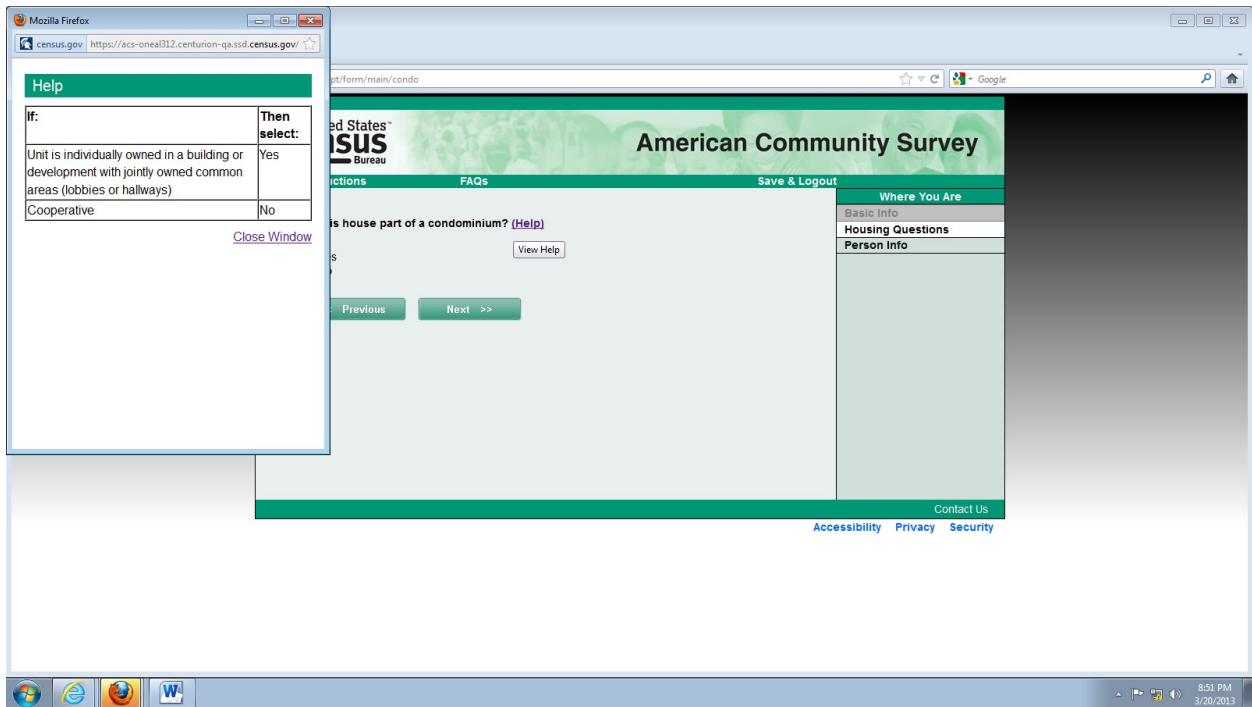 Mozilla Firefox
census.gov https://acs-oneal312.centurion-qa.ssd.census.gov/
Help
If: Then select:
Unit is individually owned in a building or development with jointly owned common areas (lobbies or hallways) Yes
Cooperative No
Close Window
pt/form/main/condo
Google
ed States™
sus
Bureau
American Community Survey
ctions FAQs Save & Logout
is house part of a condominium? (Help)
s
View Help
Previous Next >>
Where You Are
Basic Info
Housing Questions
Person Info
Contact Us
Accessibility Privacy Security
W
8:51 PM
3/20/2013